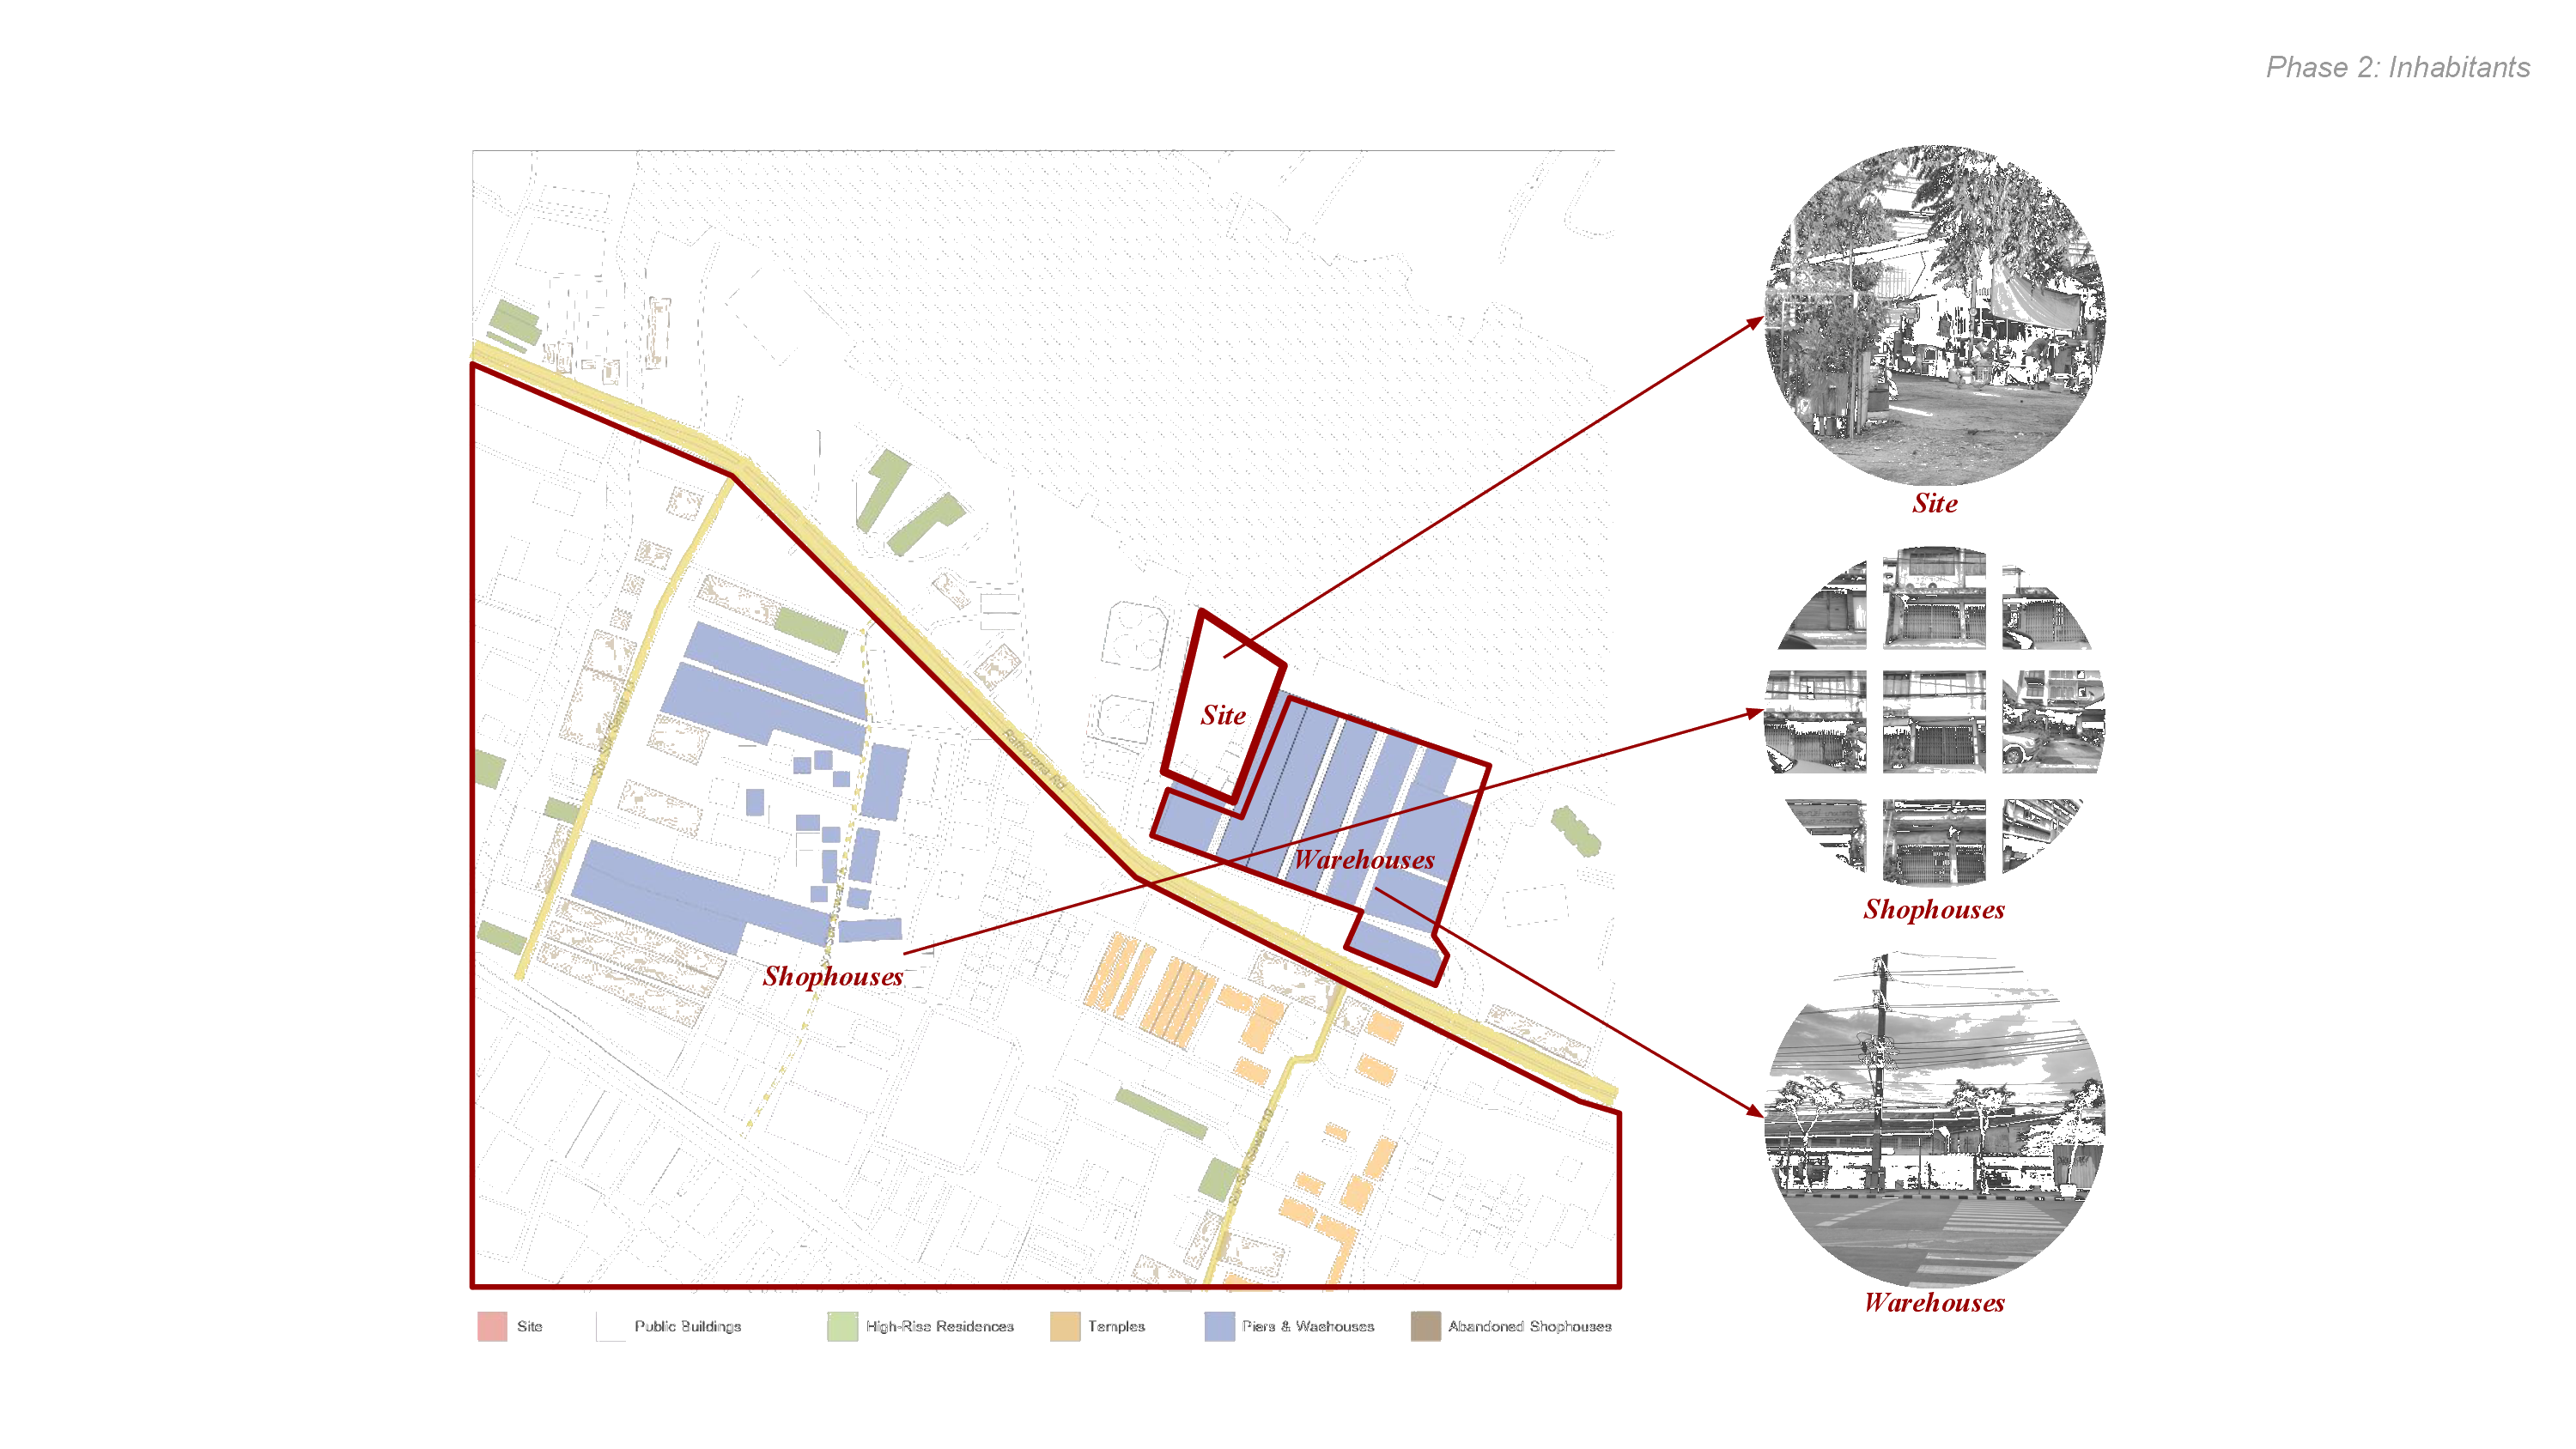 Phase 2: Inhabitants
Site
Ratburana Rd
Site
Shophouses
Warehouses
Shophouses
Warehouses
Site
Public Buildings
High-Rise Residences
Temples
Piers & Waehouses
Abandoned Shophouses